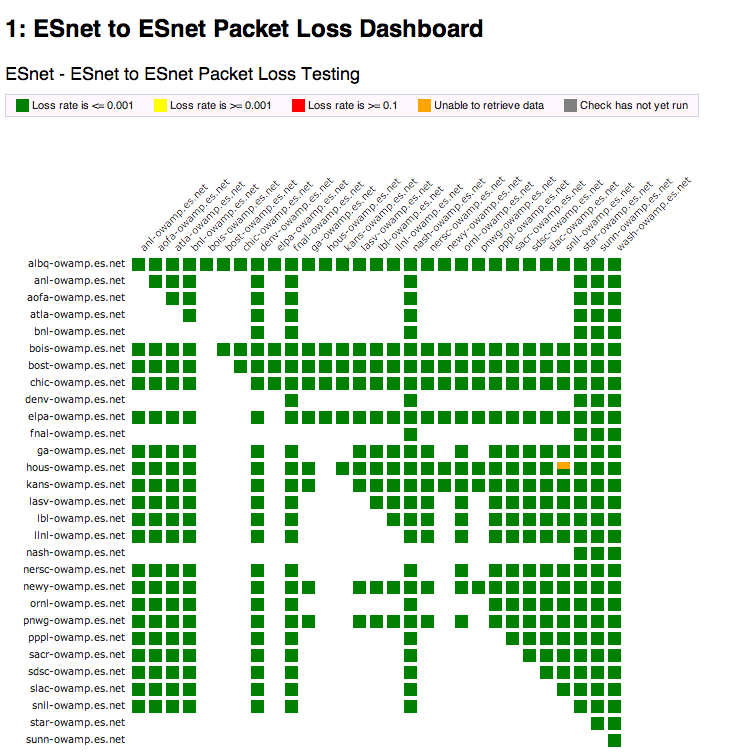 1: ESnet to ESnet Packet Loss Dashboard
ESnet - ESnet to ESnet Packet Loss Testing
Loss rate is <= 0.001 Loss rate is >= 0.001 Loss rate is >= 0.1 Unable to retrieve data Check has not yet run
anl-owamp.es.net
aofa-owamp.es.net
atla-owamp.es.net
bnl-owamp.es.net
bois-owamp.es.net
bost-owamp.es.net
chic-owamp.es.net
denv-owamp.es.net
elpa-owamp.es.net
fnal-owamp.es.net
ga-owamp.es.net
hous-owamp.es.net
kans-owamp.es.net
lasv-owamp.es.net
lbl-owamp.es.net
llnl-owamp.es.net
nash-owamp.es.net
nersc-owamp.es.net
newy-owamp.es.net
ornl-owamp.es.net
pnwg-owamp.es.net
pppl-owamp.es.net
sacr-owamp.es.net
sdsc-owamp.es.net
slac-owamp.es.net
snll-owamp.es.net
star-owamp.es.net
sunn-owamp.es.net
wash-owamp.es.net
albq-owamp.es.net
anl-owamp.es.net
aofa-owamp.es.net
atla-owamp.es.net
bnl-owamp.es.net
bois-owamp.es.net
bost-owamp.es.net
chic-owamp.es.net
denv-owamp.es.net
elpa-owamp.es.net
fnal-owamp.es.net
ga-owamp.es.net
hous-owamp.es.net
kans-owamp.es.net
lasv-owamp.es.net
lbl-owamp.es.net
llnl-owamp.es.net
nash-owamp.es.net
nersc-owamp.es.net
newy-owamp.es.net
ornl-owamp.es.net
pnwg-owamp.es.net
pppl-owamp.es.net
sacr-owamp.es.net
sdsc-owamp.es.net
slac-owamp.es.net
snll-owamp.es.net
star-owamp.es.net
sunn-owamp.es.net